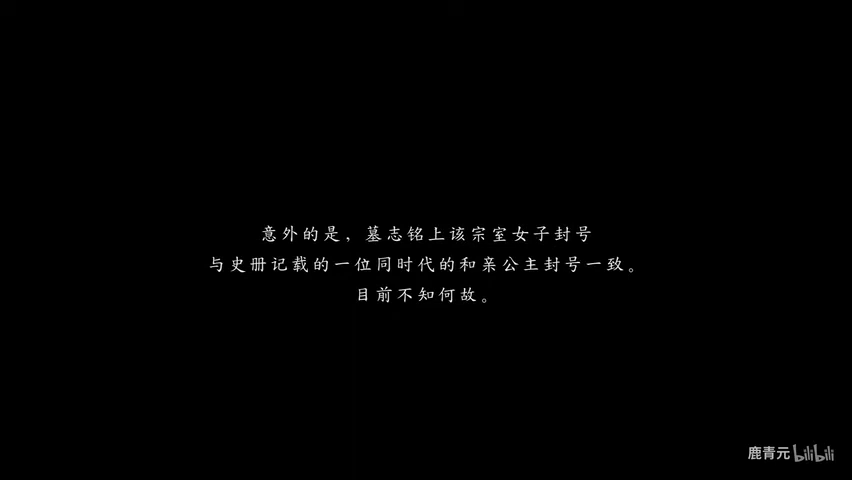 意外的是，墓志铭上该宗室女子封号
与史册记载的一位同时代的和亲公主封号一致。
目前不知何故。
鹿青元 bilibili